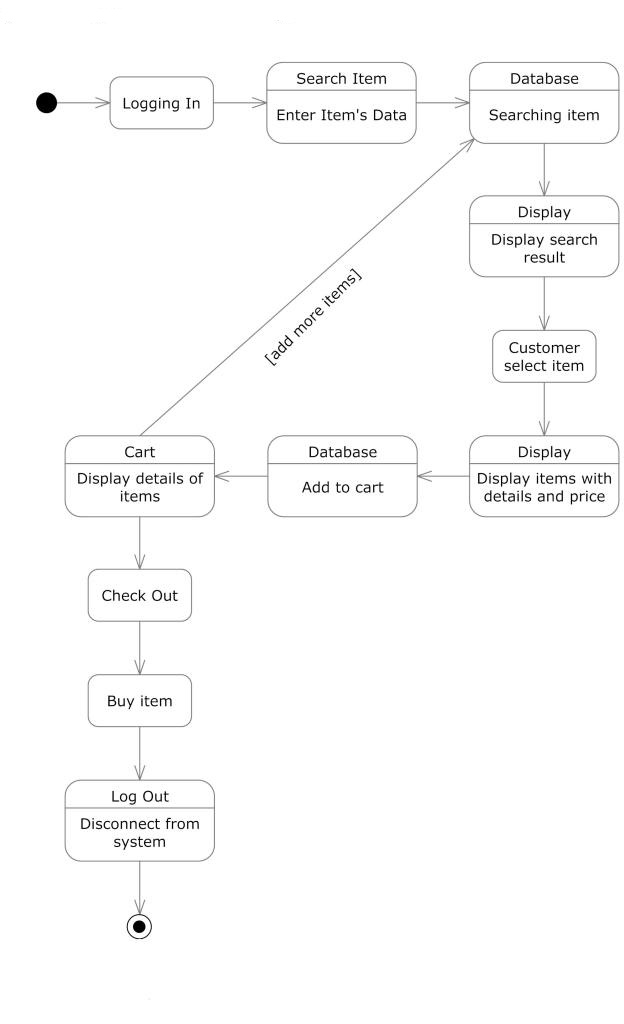 Logging In
Search Item
Enter Item's Data
Database
Searching item
Display
Display search
result
Customer
select item
[add more items]
Cart
Display details of
items
Database
Add to cart
Display
Display items with
details and price
Check Out
Buy item
Log Out
Disconnect from
system